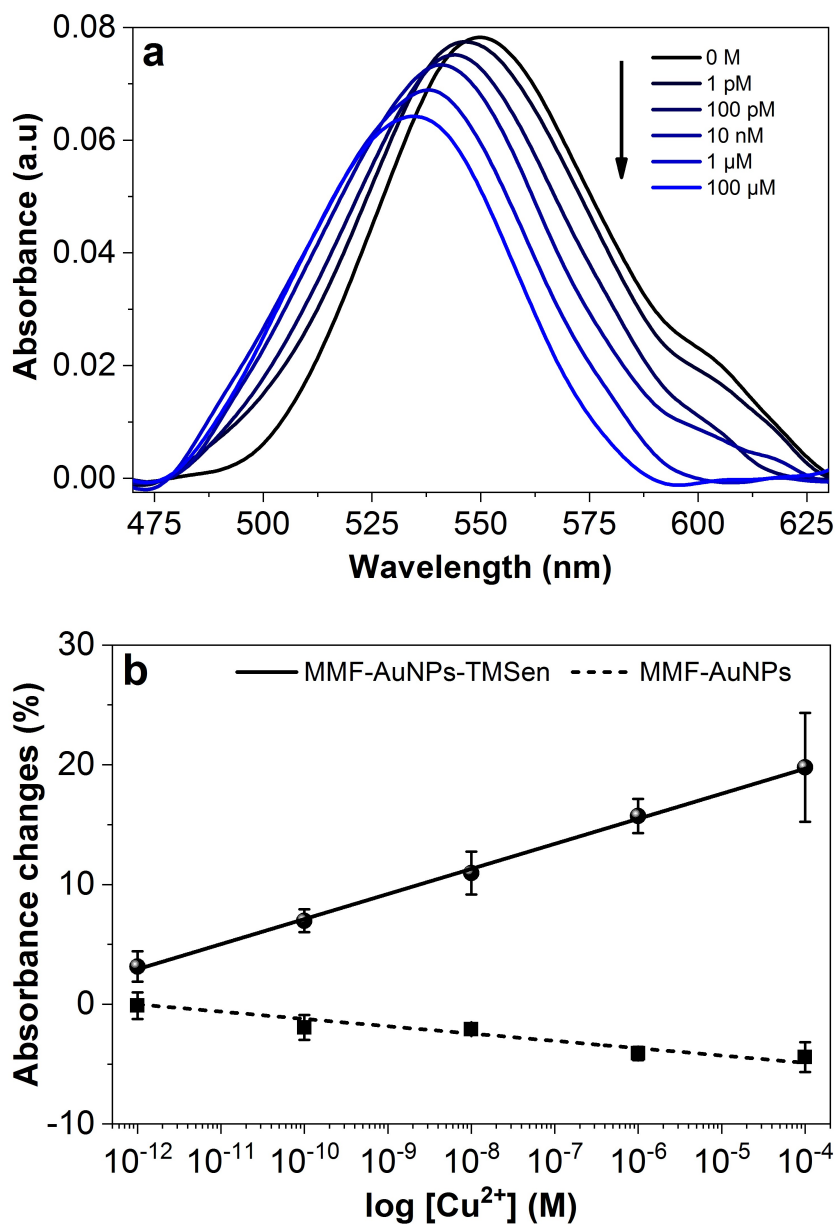 a
0.08
0.06
0.04
0.02
0.00
Absorbance (a.u)
0 M
1 pM
100 pM
10 nM
1 µM
100 µM
475 500 525 550 575 600 625
Wavelength (nm)
b
MMF-AuNPs-TMSen MMF-AuNPs
30
20
10
0
-10
Absorbance changes (%)
10⁻¹² 10⁻¹¹ 10⁻¹⁰ 10⁻⁹ 10⁻⁸ 10⁻⁷ 10⁻⁶ 10⁻⁵ 10⁻⁴
log [Cu²⁺] (M)